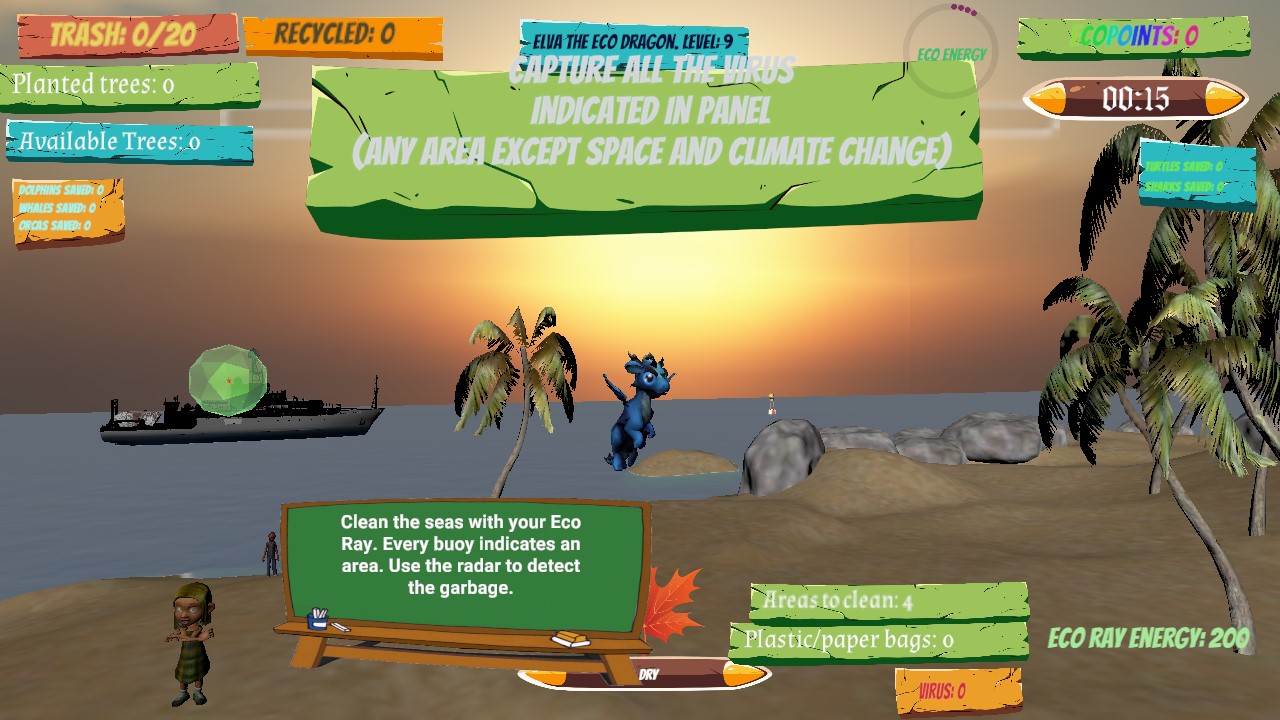 TRASH: 0/20
RECYCLED: 0
ELVA THE ECO DRAGON, LEVEL: 9
ECO ENERGY
COPOINTS: 0
Planted trees: 0
Available Trees: 0
DOLPHINS SAVED: 0
WHALES SAVED: 0
ORCAS SAVED: 0
CAPTURE ALL THE VIRUS
INDICATED IN PANEL
(ANY AREA EXCEPT SPACE AND CLIMATE CHANGE)
00:15
TURTLES SAVED: 0
SHARKS SAVED: 0
Clean the seas with your Eco
Ray. Every buoy indicates an
area. Use the radar to detect
the garbage.
Areas to clean: 4
Plastic/paper bags: 0
ECO RAY ENERGY: 200
DRY
VIRUS: 0